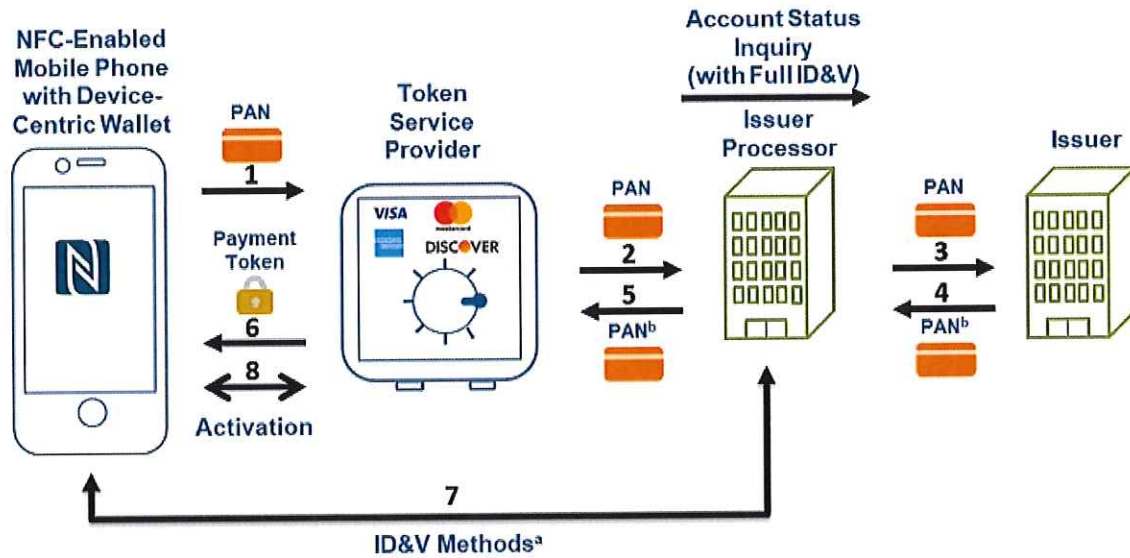 NFC-Enabled
Mobile Phone
with Device-
Centric Wallet
PAN
1
Token
Service
Provider
Account Status
Inquiry
(with Full ID&V)
Issuer
Processor
Issuer
VISA
mastercard
DISCOVER
Payment
Token
6
8
Activation
PAN
2
5
PANᵇ
PAN
3
4
PANᵇ
7
ID&V Methodsᵃ